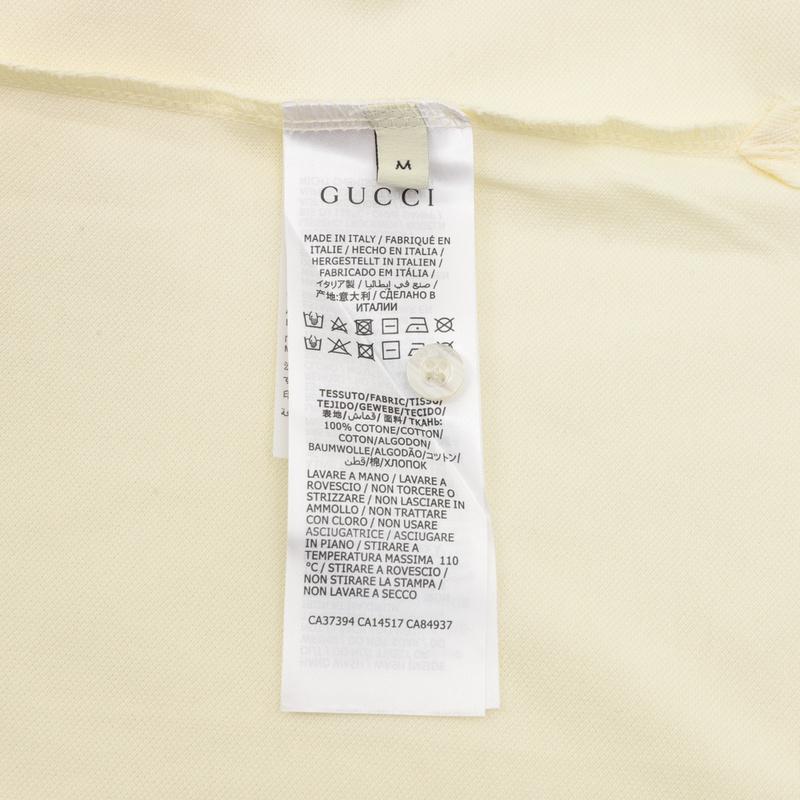 M
GUCCI
MADE IN ITALY / FABRIQUÉ EN
ITALIE / HECHO EN ITALIA /
HERGESTELLT IN ITALIEN /
FABRICADO EM ITÁLIA /
イタリア製 / صنع في إيطاليا /
产地:意大利 / СДЕЛАНО В
ИТАЛИИ
TESSUTO/FABRIC/TISSU/
TEJIDO/GEWEBE/TECIDO/
表地/قماش/ 面料/ ТКАНЬ:
100% COTONE/COTTON/
COTON/ALGODON/
BAUMWOLLE/ALGODÃO/コットン/
قطن/棉/ХЛОПОК
LAVARE A MANO / LAVARE A
ROVESCIO / NON TORCERE O
STRIZZARE / NON LASCIARE IN
AMMOLLO / NON TRATTARE
CON CLORO / NON USARE
ASCIUGATRICE / ASCIUGARE
IN PIANO / STIRARE A
TEMPERATURA MASSIMA 110
°C / STIRARE A ROVESCIO /
NON STIRARE LA STAMPA /
NON LAVARE A SECCO
CA37394 CA14517 CA84937